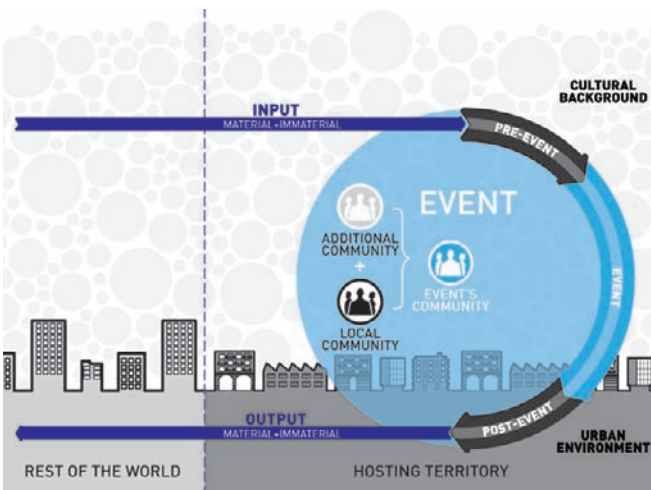 CULTURAL
BACKGROUND
INPUT
MATERIAL+IMMATERIAL
PRE-EVENT
EVENT
ADDITIONAL
COMMUNITY
+
EVENT'S
COMMUNITY
LOCAL
COMMUNITY
EVENT
OUTPUT
MATERIAL+IMMATERIAL
POST-EVENT
URBAN
ENVIRONMENT
REST OF THE WORLD
HOSTING TERRITORY